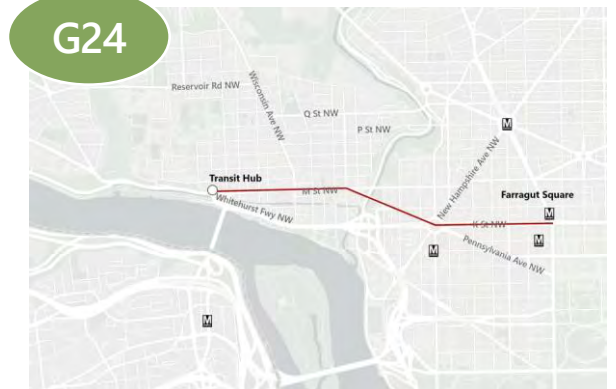 G24
Reservoir Rd NW
Wisconsin Ave NW
Q St NW
P St NW
M
New Hampshire Ave NW
Transit Hub
M St NW
Farragut Square
Whitehurst Fwy NW
K St NW
M
M
M
Pennsylvania Ave NW
M